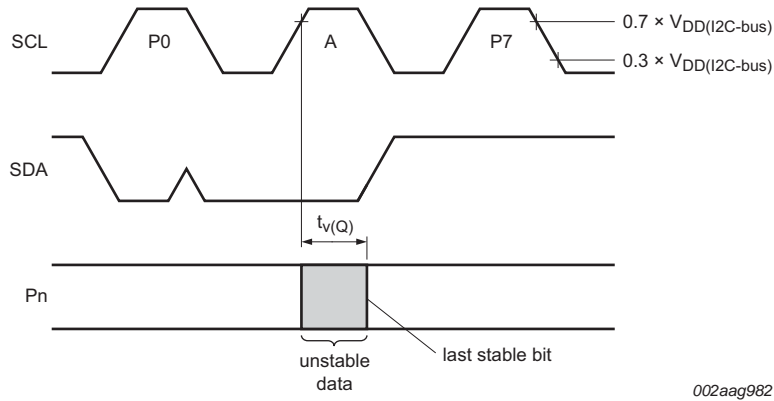 SCL
P0
A
P7
0.7 × VDD(I2C-bus)
0.3 × VDD(I2C-bus)
SDA
tv(Q)
Pn
unstable
data
last stable bit
002aag982